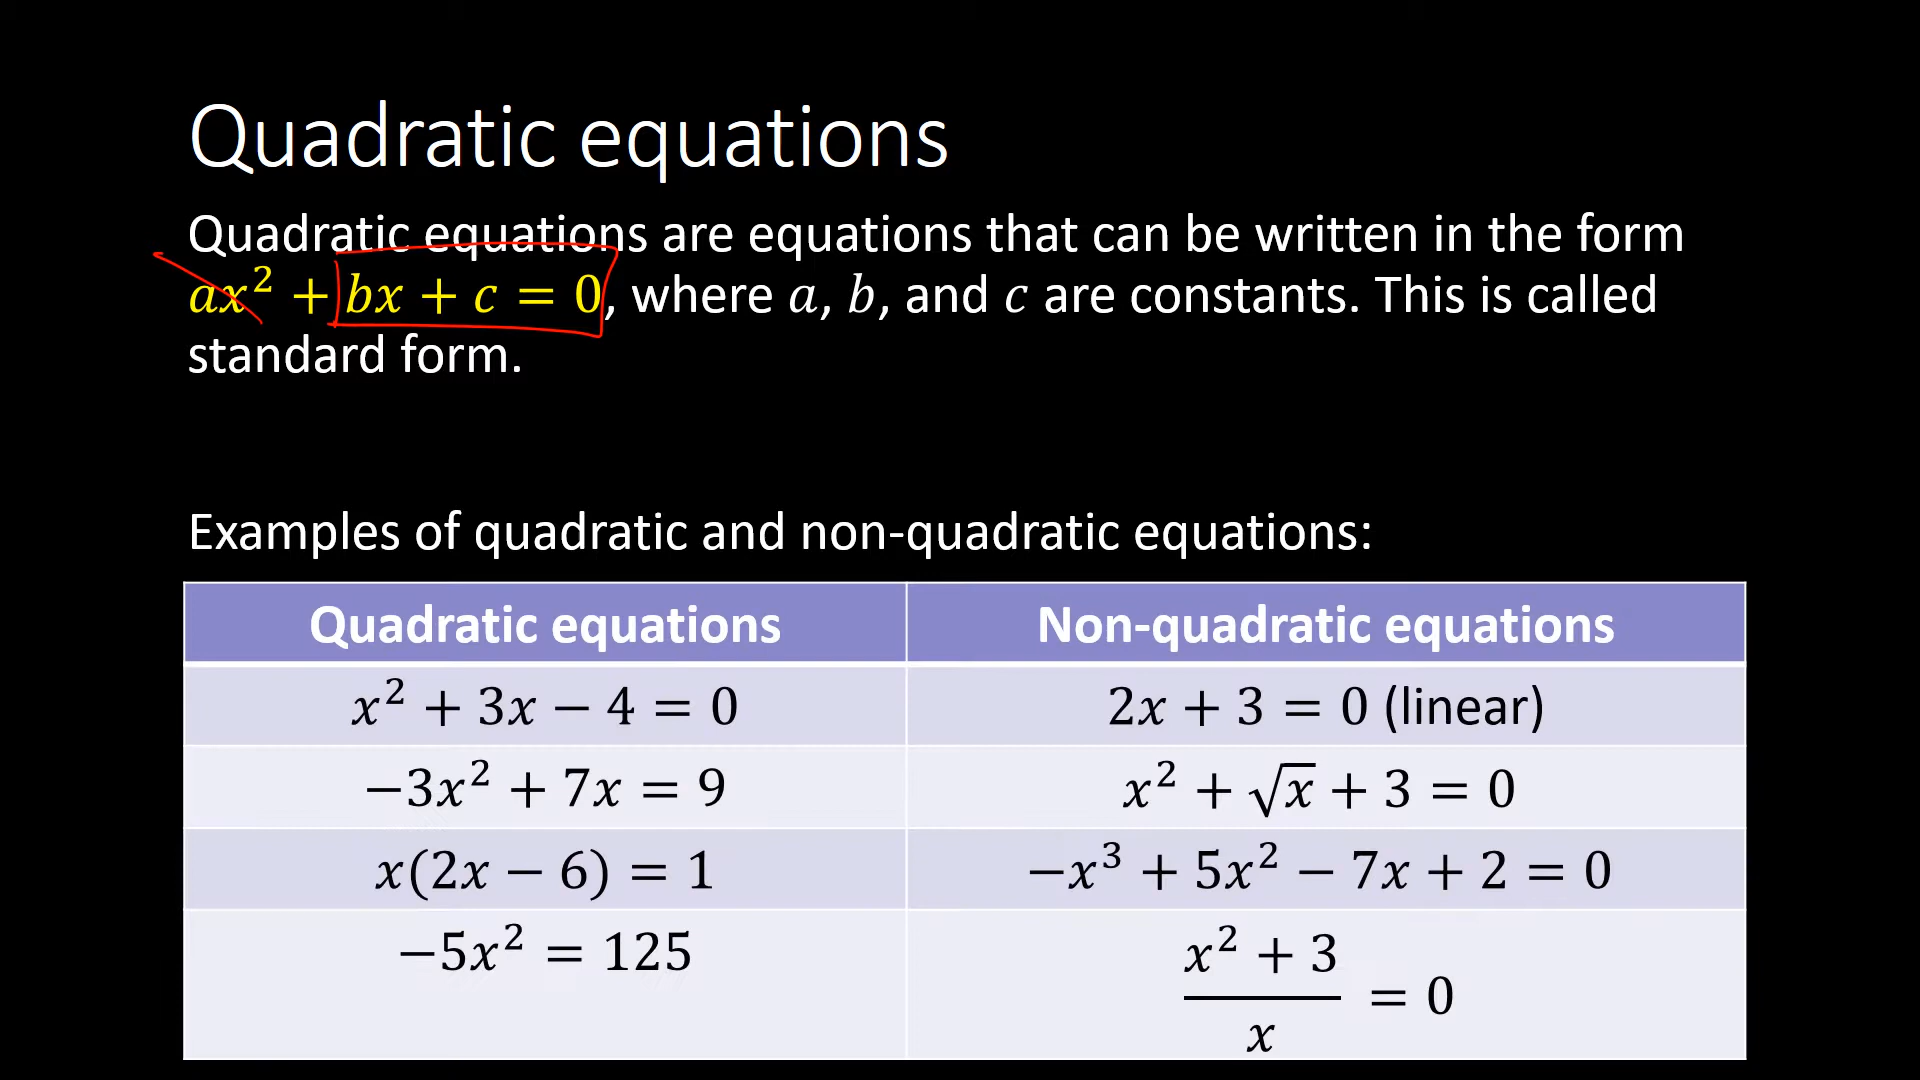 Quadratic equations
Quadratic equations are equations that can be written in the form
ax² + bx + c = 0, where a, b, and c are constants. This is called
standard form.
Examples of quadratic and non-quadratic equations:
Quadratic equations Non-quadratic equations
x² + 3x − 4 = 0 2x + 3 = 0 (linear)
−3x² + 7x = 9 x² + √x + 3 = 0
x(2x − 6) = 1 −x³ + 5x² − 7x + 2 = 0
−5x² = 125 x² + 3
= 0
x